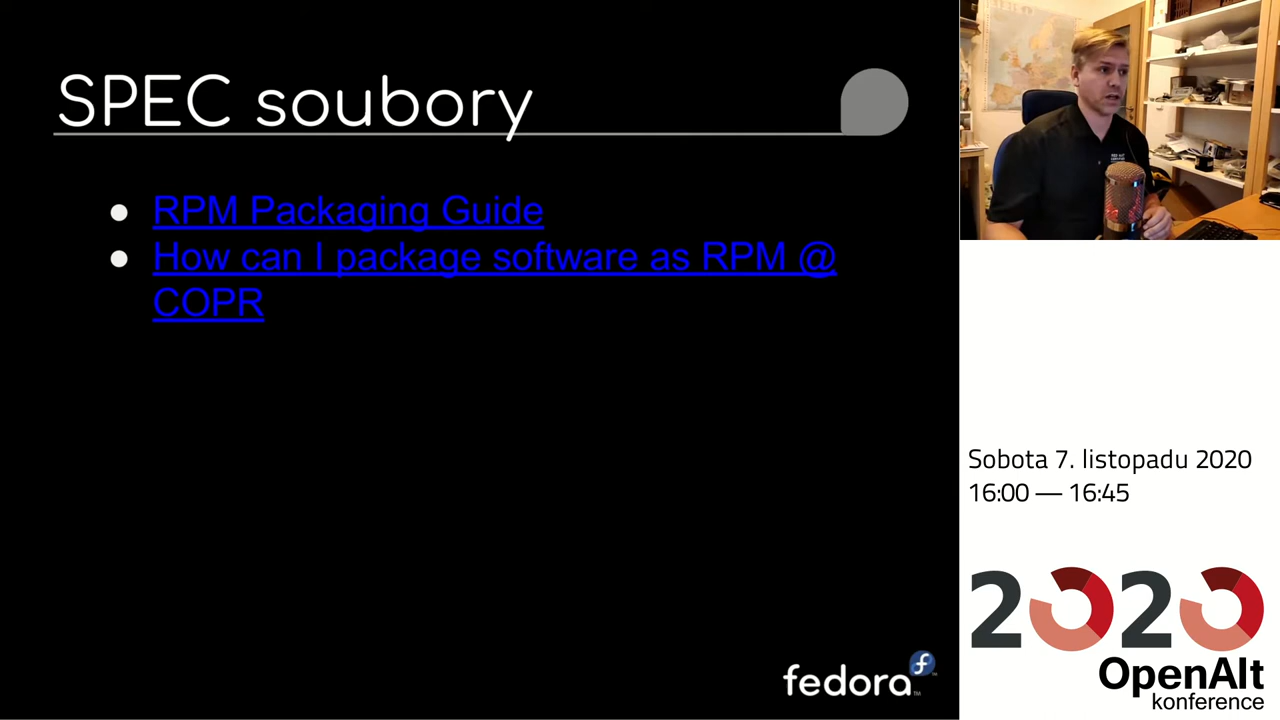 SPEC soubory
RPM Packaging Guide
How can I package software as RPM @
COPR
fedora
Sobota 7. listopadu 2020
16:00 — 16:45
2020
OpenAlt
konference